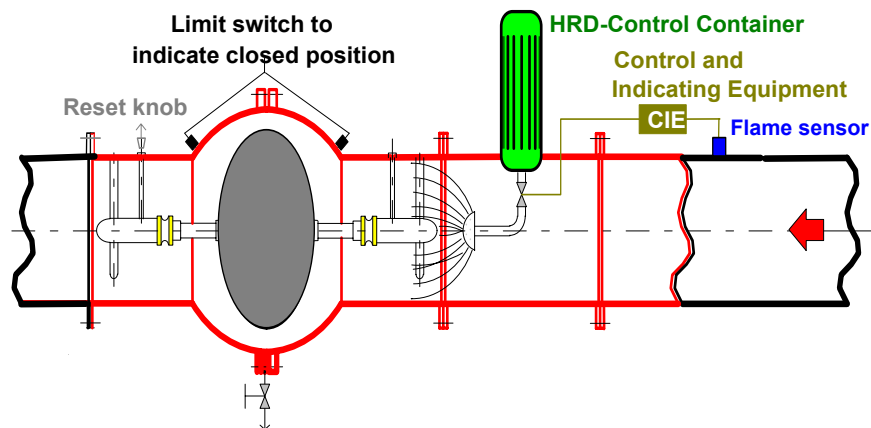 Limit switch to
indicate closed position
HRD-Control Container
Control and
Indicating Equipment
Reset knob
CIE
Flame sensor